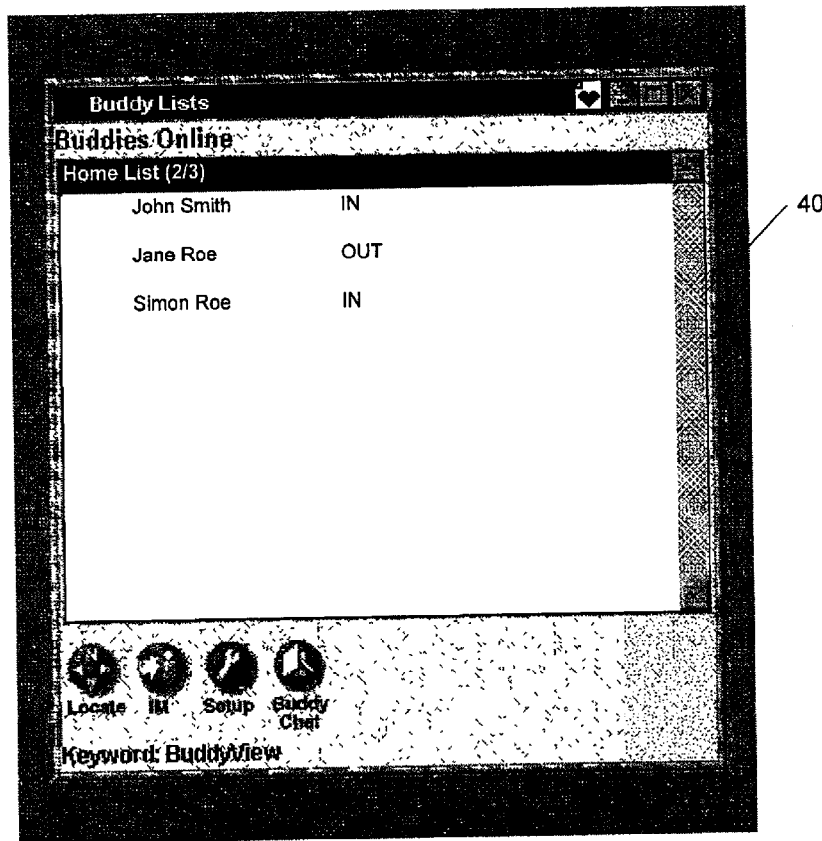 Buddy Lists
Buddies Online
Home List (2/3)
John Smith IN
Jane Roe OUT
Simon Roe IN
40
Locate IM Setup Buddy Chat
Keyword: BuddyView